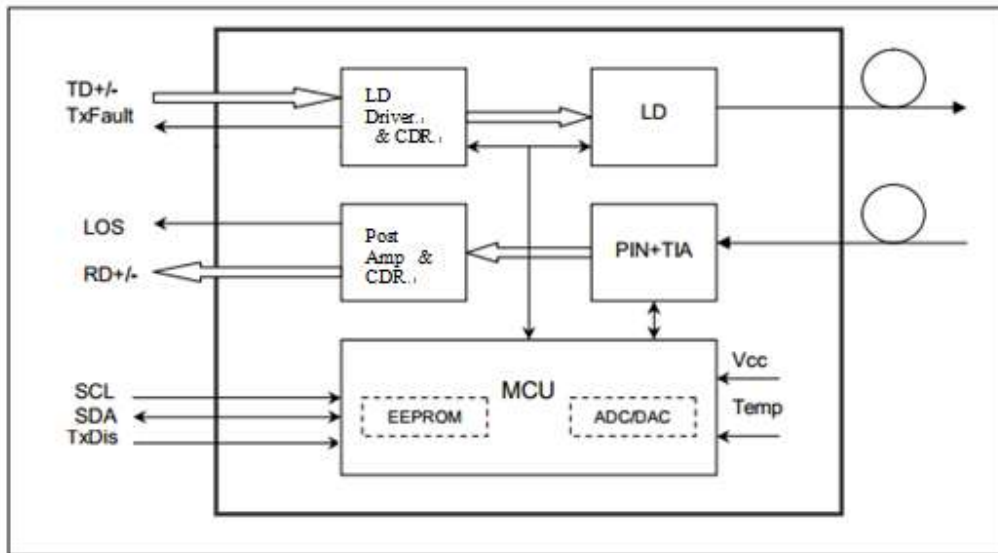 TD+/-
TxFault
LD
Driver.
& CDR.
LD
LOS
RD+/-
Post
Amp &
CDR.
PIN+TIA
SCL
SDA
TxDis
MCU
EEPROM
ADC/DAC
Vcc
Temp